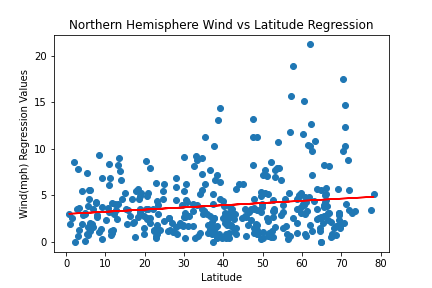 Northern Hemisphere Wind vs Latitude Regression
Wind(mph) Regression Values
20
15
10
5
0
0 10 20 30 40 50 60 70 80
Latitude